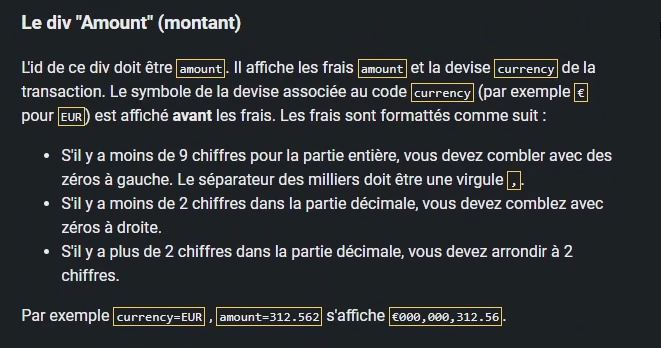 Le div "Amount" (montant)
L'id de ce div doit être amount. Il affiche les frais amount et la devise currency de la
transaction. Le symbole de la devise associée au code currency (par exemple €
pour EUR) est affiché avant les frais. Les frais sont formattés comme suit :
• S'il y a moins de 9 chiffres pour la partie entière, vous devez combler avec des
zéros à gauche. Le séparateur des milliers doit être une virgule ,.
• S'il y a moins de 2 chiffres dans la partie décimale, vous devez comblez avec
zéros à droite.
• S'il y a plus de 2 chiffres dans la partie décimale, vous devez arrondir à 2
chiffres.
Par exemple currency=EUR , amount=312.562 s'affiche €000,000,312.56.